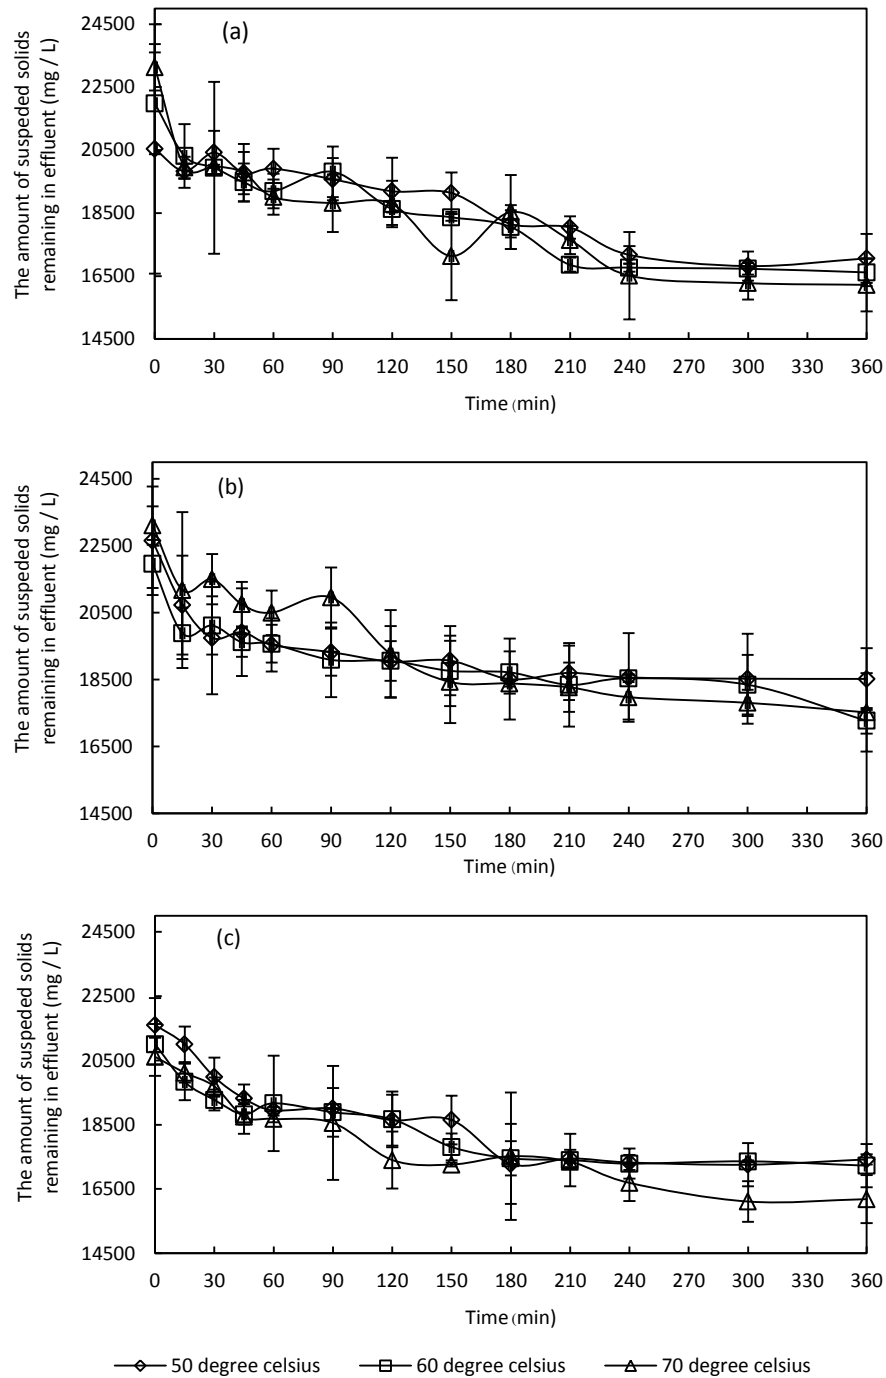 The amount of suspeded solids
remaining in effluent (mg / L)
(a)
24500
22500
20500
18500
16500
14500
0 30 60 90 120 150 180 210 240 270 300 330 360
Time (min)
The amount of suspeded solids
remaining in effluent (mg / L)
(b)
24500
22500
20500
18500
16500
14500
0 30 60 90 120 150 180 210 240 270 300 330 360
Time (min)
The amount of suspeded solids
remaining in effluent (mg / L)
(c)
24500
22500
20500
18500
16500
14500
0 30 60 90 120 150 180 210 240 270 300 330 360
Time (min)
50 degree celsius 60 degree celsius 70 degree celsius